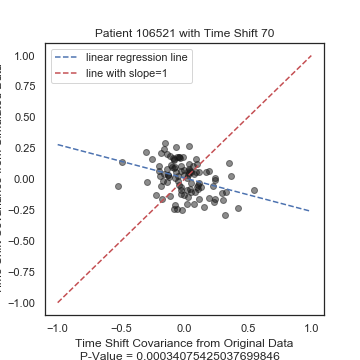 Patient 106521 with Time Shift 70
linear regression line
line with slope=1
1.00
0.75
0.50
0.25
0.00
−0.25
−0.50
−0.75
−1.00
−1.0 −0.5 0.0 0.5 1.0
Time Shift Covariance from Original Data
P-Value = 0.00034075425037699846